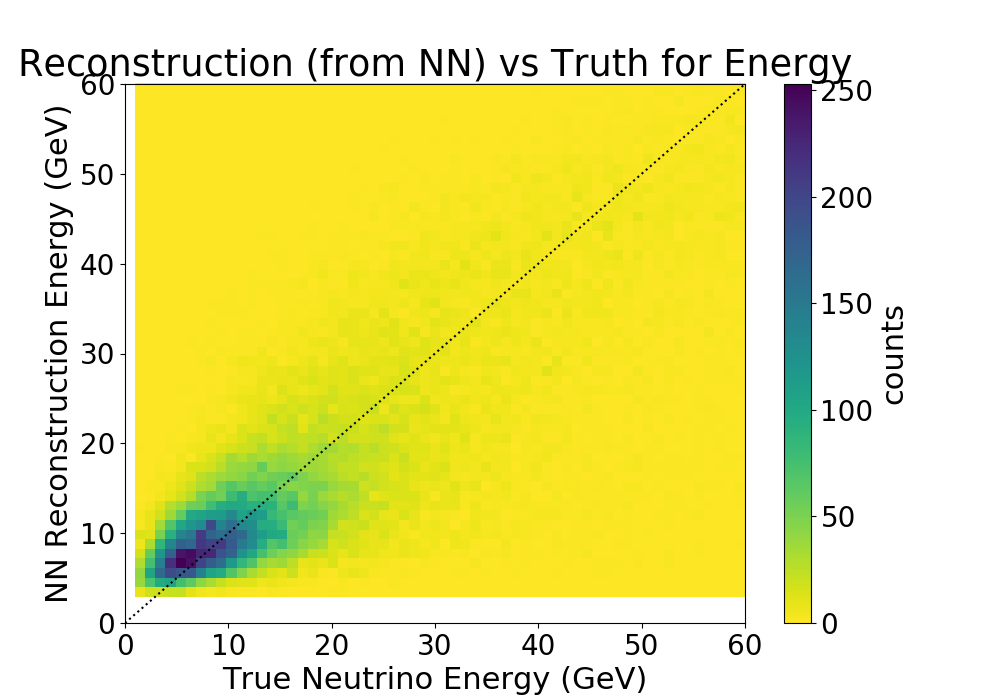 Reconstruction (from NN) vs Truth for Energy
NN Reconstruction Energy (GeV)
60
50
40
30
20
10
0
0 10 20 30 40 50 60
True Neutrino Energy (GeV)
250
200
150
100
50
0
counts